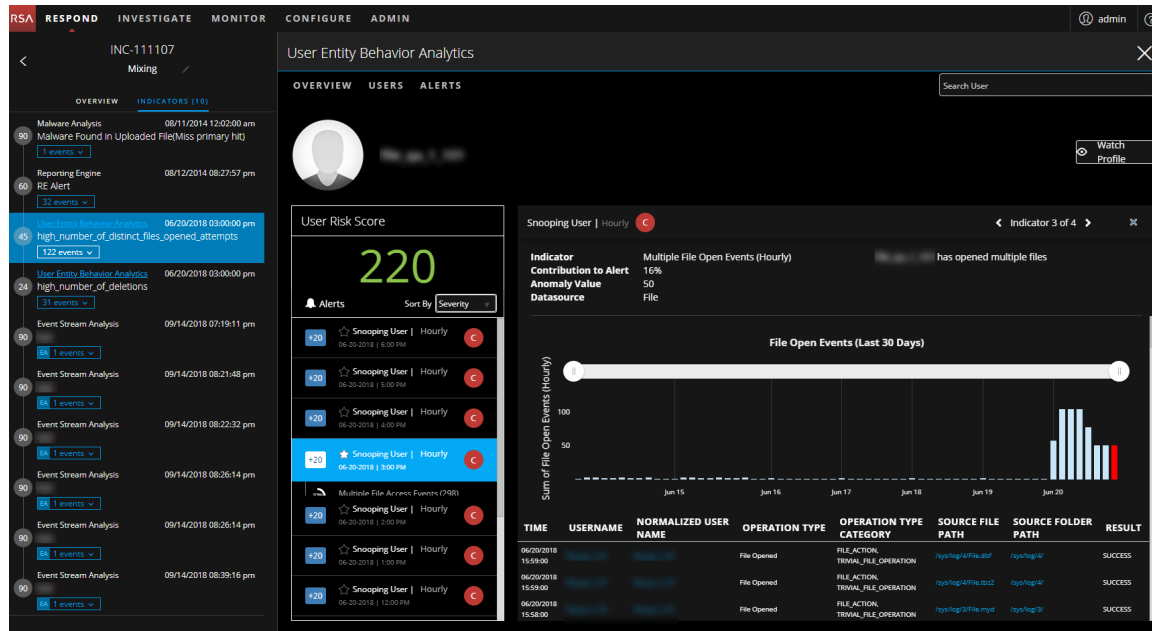 RSA RESPOND INVESTIGATE MONITOR CONFIGURE ADMIN admin
INC-111107
Mixing
OVERVIEW INDICATORS (10)
Malware Analysis 08/11/2014 12:02:00 am
90 Malware Found in Uploaded File(Miss primary hit)
1 events
Reporting Engine 08/12/2014 08:27:57 pm
60 RE Alert
32 events
User Entity Behavior Analytics 06/20/2018 03:00:00 pm
45 high_number_of_distinct_files_opened_attempts
122 events
User Entity Behavior Analytics 06/20/2018 03:00:00 pm
24 high_number_of_deletions
31 events
Event Stream Analysis 09/14/2018 07:19:11 pm
90
EA 1 events
Event Stream Analysis 09/14/2018 08:21:48 pm
90
EA 1 events
Event Stream Analysis 09/14/2018 08:22:32 pm
90
EA 1 events
Event Stream Analysis 09/14/2018 08:26:14 pm
90
EA 1 events
Event Stream Analysis 09/14/2018 08:26:14 pm
90
EA 1 events
Event Stream Analysis 09/14/2018 08:39:16 pm
90
EA 1 events
User Entity Behavior Analytics
OVERVIEW USERS ALERTS
Search User
Watch
Profile
User Risk Score
220
Alerts Sort By Severity
+20 Snooping User | Hourly C
06-20-2018 | 6:00 PM
+20 Snooping User | Hourly C
06-20-2018 | 5:00 PM
+20 Snooping User | Hourly C
06-20-2018 | 4:00 PM
+20 Snooping User | Hourly C
06-20-2018 | 3:00 PM
Multiple File Access Events (298)
+20 Snooping User | Hourly C
06-20-2018 | 2:00 PM
+20 Snooping User | Hourly C
06-20-2018 | 1:00 PM
+20 Snooping User | Hourly C
06-20-2018 | 12:00 PM
Snooping User | Hourly C Indicator 3 of 4
Indicator Multiple File Open Events (Hourly) has opened multiple files
Contribution to Alert 16%
Anomaly Value 50
Datasource File
File Open Events (Last 30 Days)
Sum of File Open Events (Hourly)
100
50
Jun 15 Jun 16 Jun 17 Jun 18 Jun 19 Jun 20
TIME USERNAME NORMALIZED USER NAME OPERATION TYPE OPERATION TYPE CATEGORY SOURCE FILE PATH SOURCE FOLDER PATH RESULT
06/20/2018 15:59:00 File Opened FILE_ACTION, TRIVIAL_FILE_OPERATION /sys/log/4/File.dbf /sys/log/4/ SUCCESS
06/20/2018 15:59:00 File Opened FILE_ACTION, TRIVIAL_FILE_OPERATION /sys/log/4/File.tbz2 /sys/log/4/ SUCCESS
06/20/2018 15:58:00 File Opened FILE_ACTION, TRIVIAL_FILE_OPERATION /sys/log/3/File.myd /sys/log/3/ SUCCESS